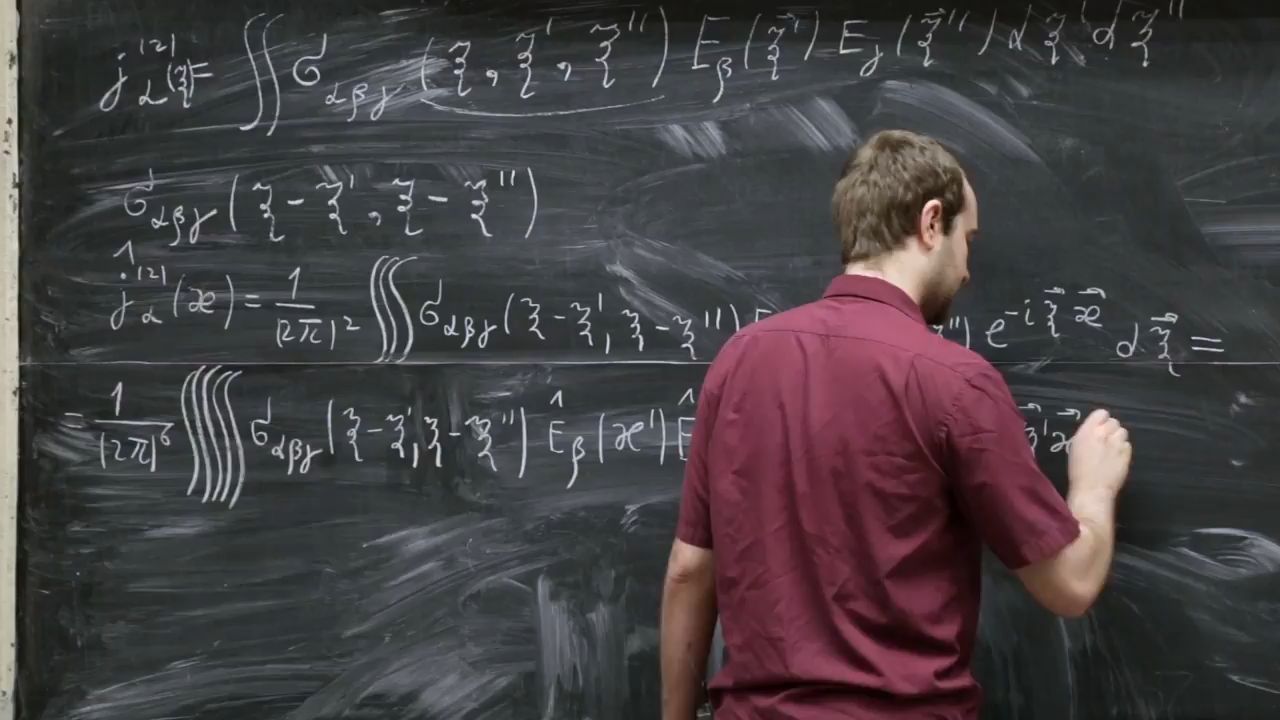 j_α^(2)(ξ) = ∬ σ_αβγ (ξ, ξ', ξ'') E_β(ξ⃗') E_γ(ξ⃗'') dξ⃗' dξ⃗''
σ_αβγ (ξ - ξ', ξ - ξ'')
ĵ_α^(2)(æ) = 1/(2π)^2 ∭ σ_αβγ (ξ - ξ', ξ - ξ'') '') e^{-iξ⃗æ⃗} dξ⃗ =
= 1/(2π)^6 ∬∭ σ_αβγ (ξ - ξ', ξ - ξ'') Ê_β(æ') Ê ξ⃗'æ⃗